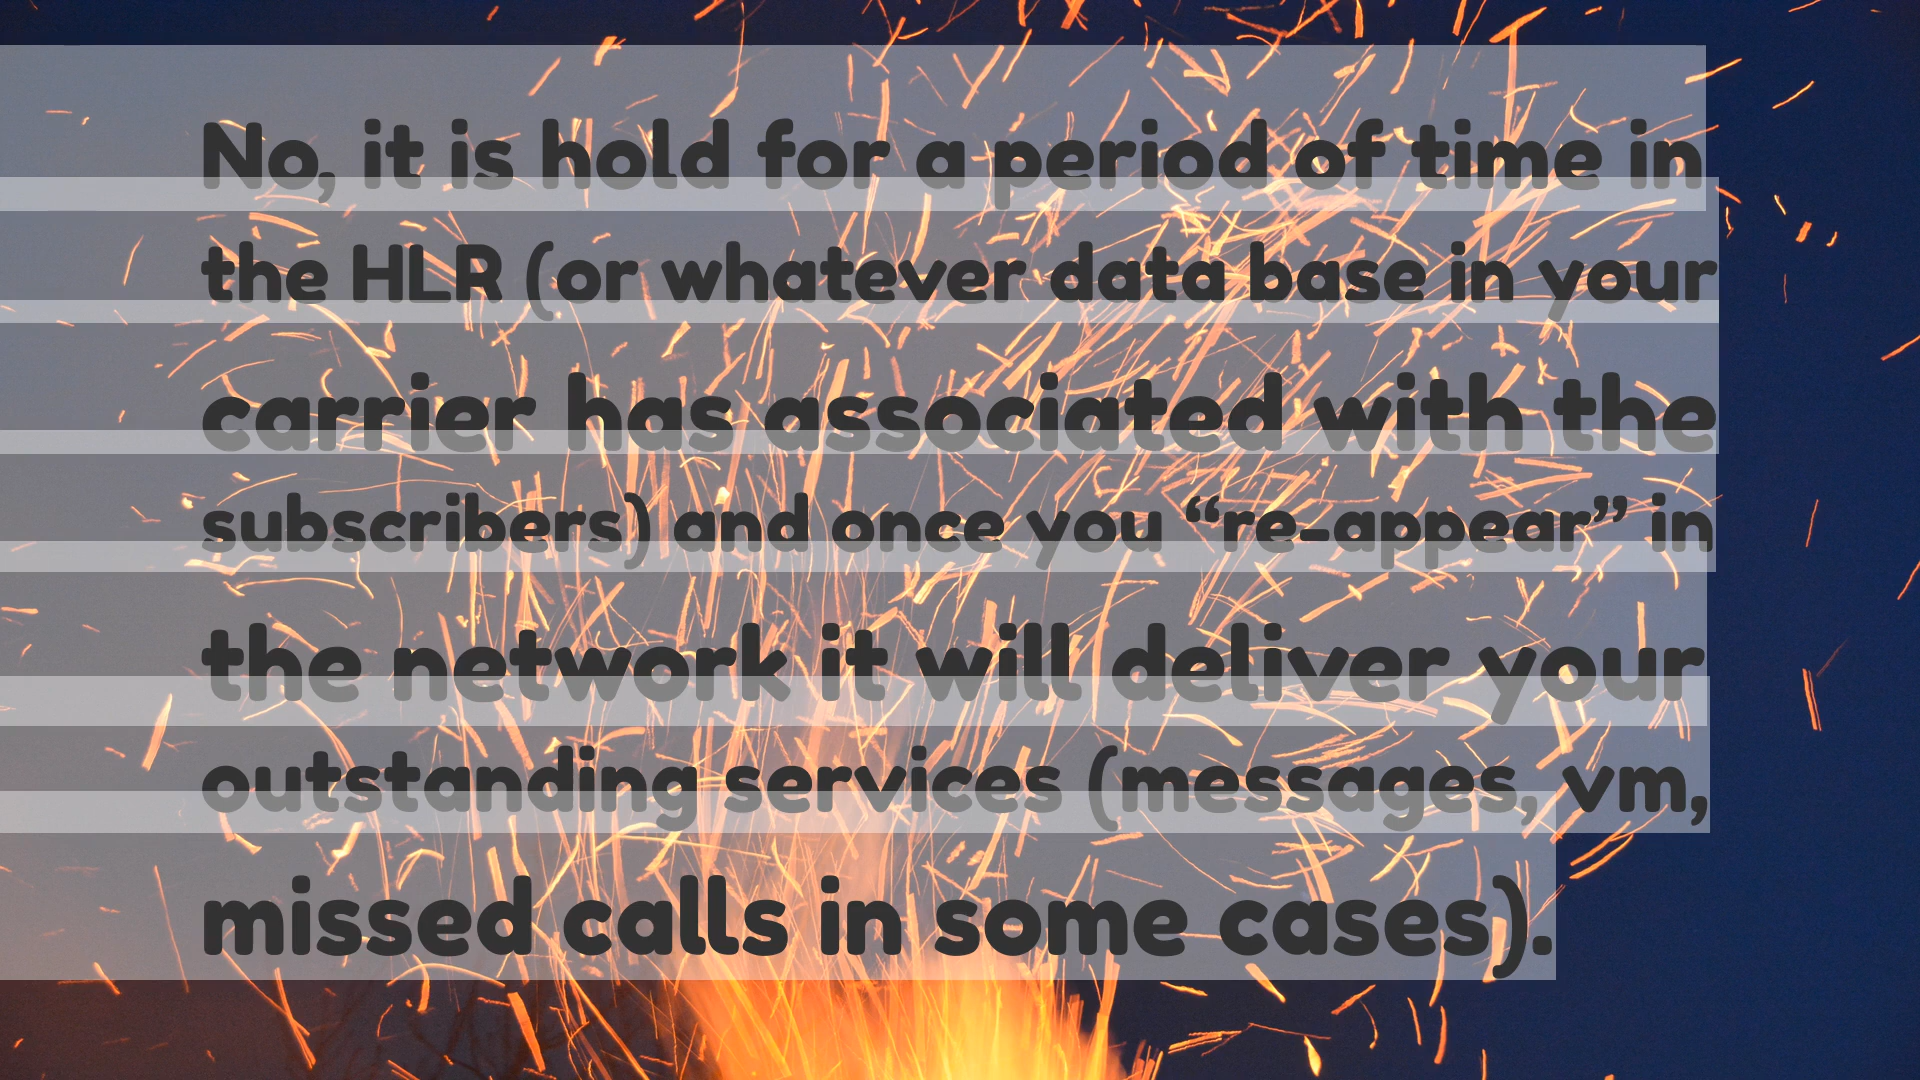 No, it is hold for a period of time in
the HLR (or whatever data base in your
carrier has associated with the
subscribers) and once you “re-appear” in
the network it will deliver your
outstanding services (messages, vm,
missed calls in some cases).